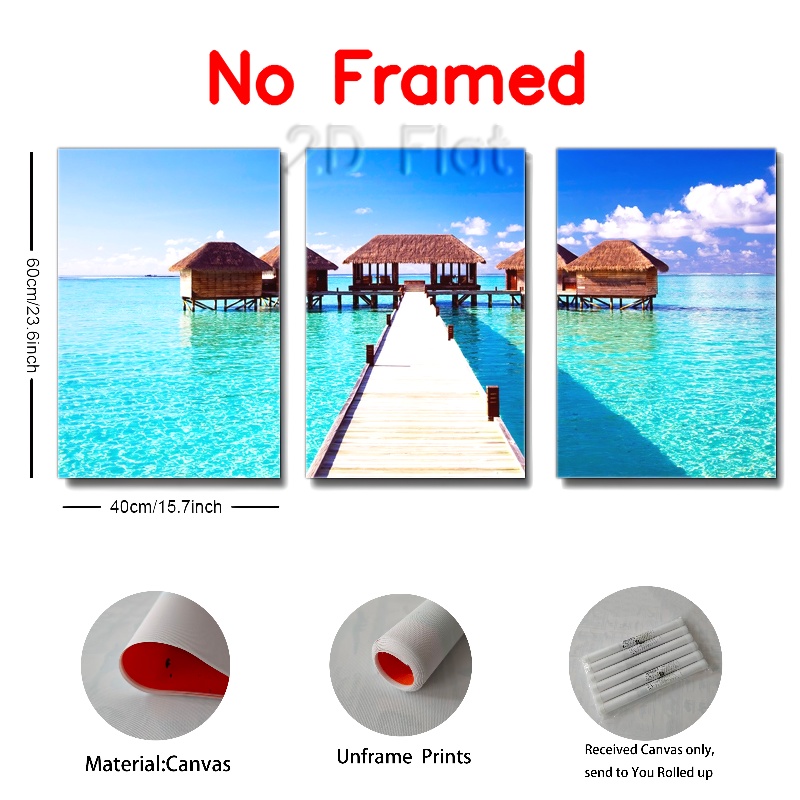 No Framed
2D Flat
60cm/23.6inch
40cm/15.7inch
Material:Canvas
Unframe Prints
Received Canvas only,
send to You Rolled up